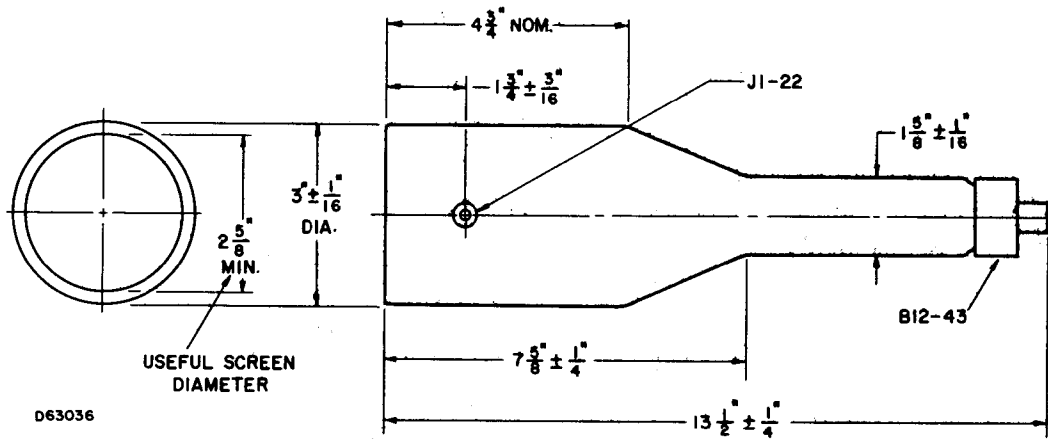 4 3/4" NOM.
1 3/4" ± 3/16"
J1-22
1 5/8" ± 1/16"
3" ± 1/16"
DIA.
2 5/8"
MIN.
B12-43
USEFUL SCREEN
DIAMETER
7 5/8" ± 1/4"
D63036
13 1/2" ± 1/4"